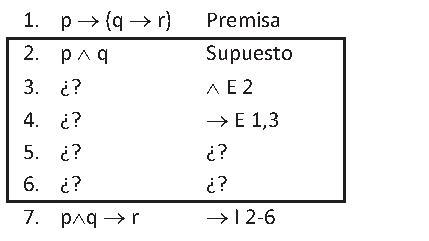 1. p → (q → r) Premisa
2. p ∧ q Supuesto
3. ¿? ∧ E 2
4. ¿? → E 1,3
5. ¿? ¿?
6. ¿? ¿?
7. p∧q → r → I 2-6